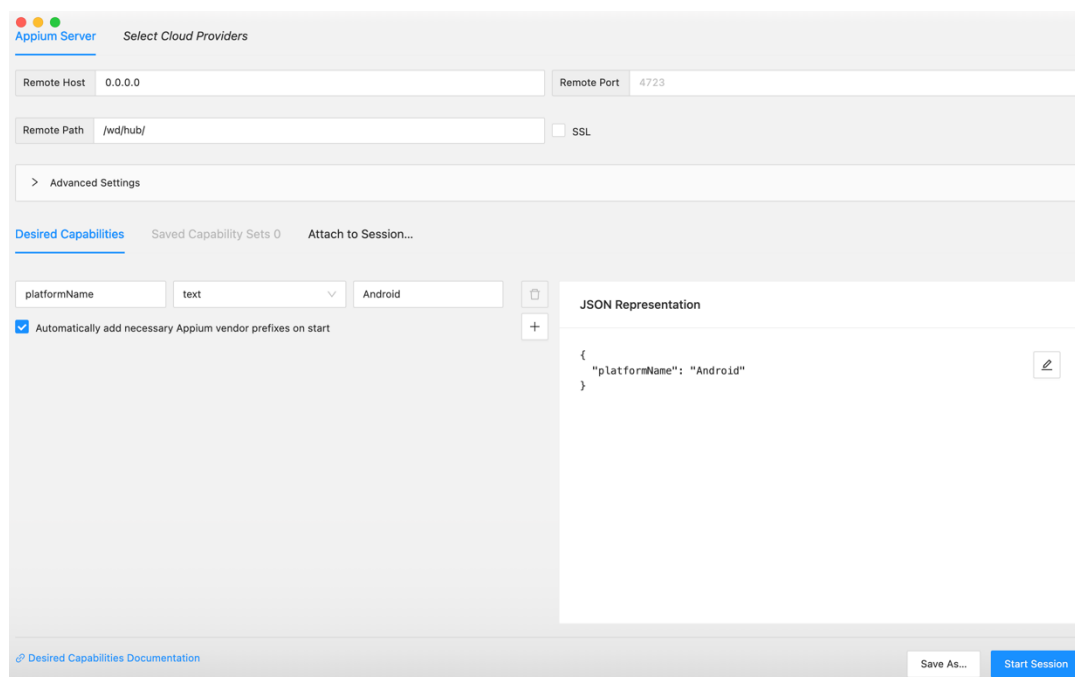 Appium Server Select Cloud Providers
Remote Host 0.0.0.0 Remote Port 4723
Remote Path /wd/hub/ SSL
Advanced Settings
Desired Capabilities Saved Capability Sets 0 Attach to Session...
platformName text Android
Automatically add necessary Appium vendor prefixes on start
JSON Representation
{
"platformName": "Android"
}
Desired Capabilities Documentation
Save As... Start Session